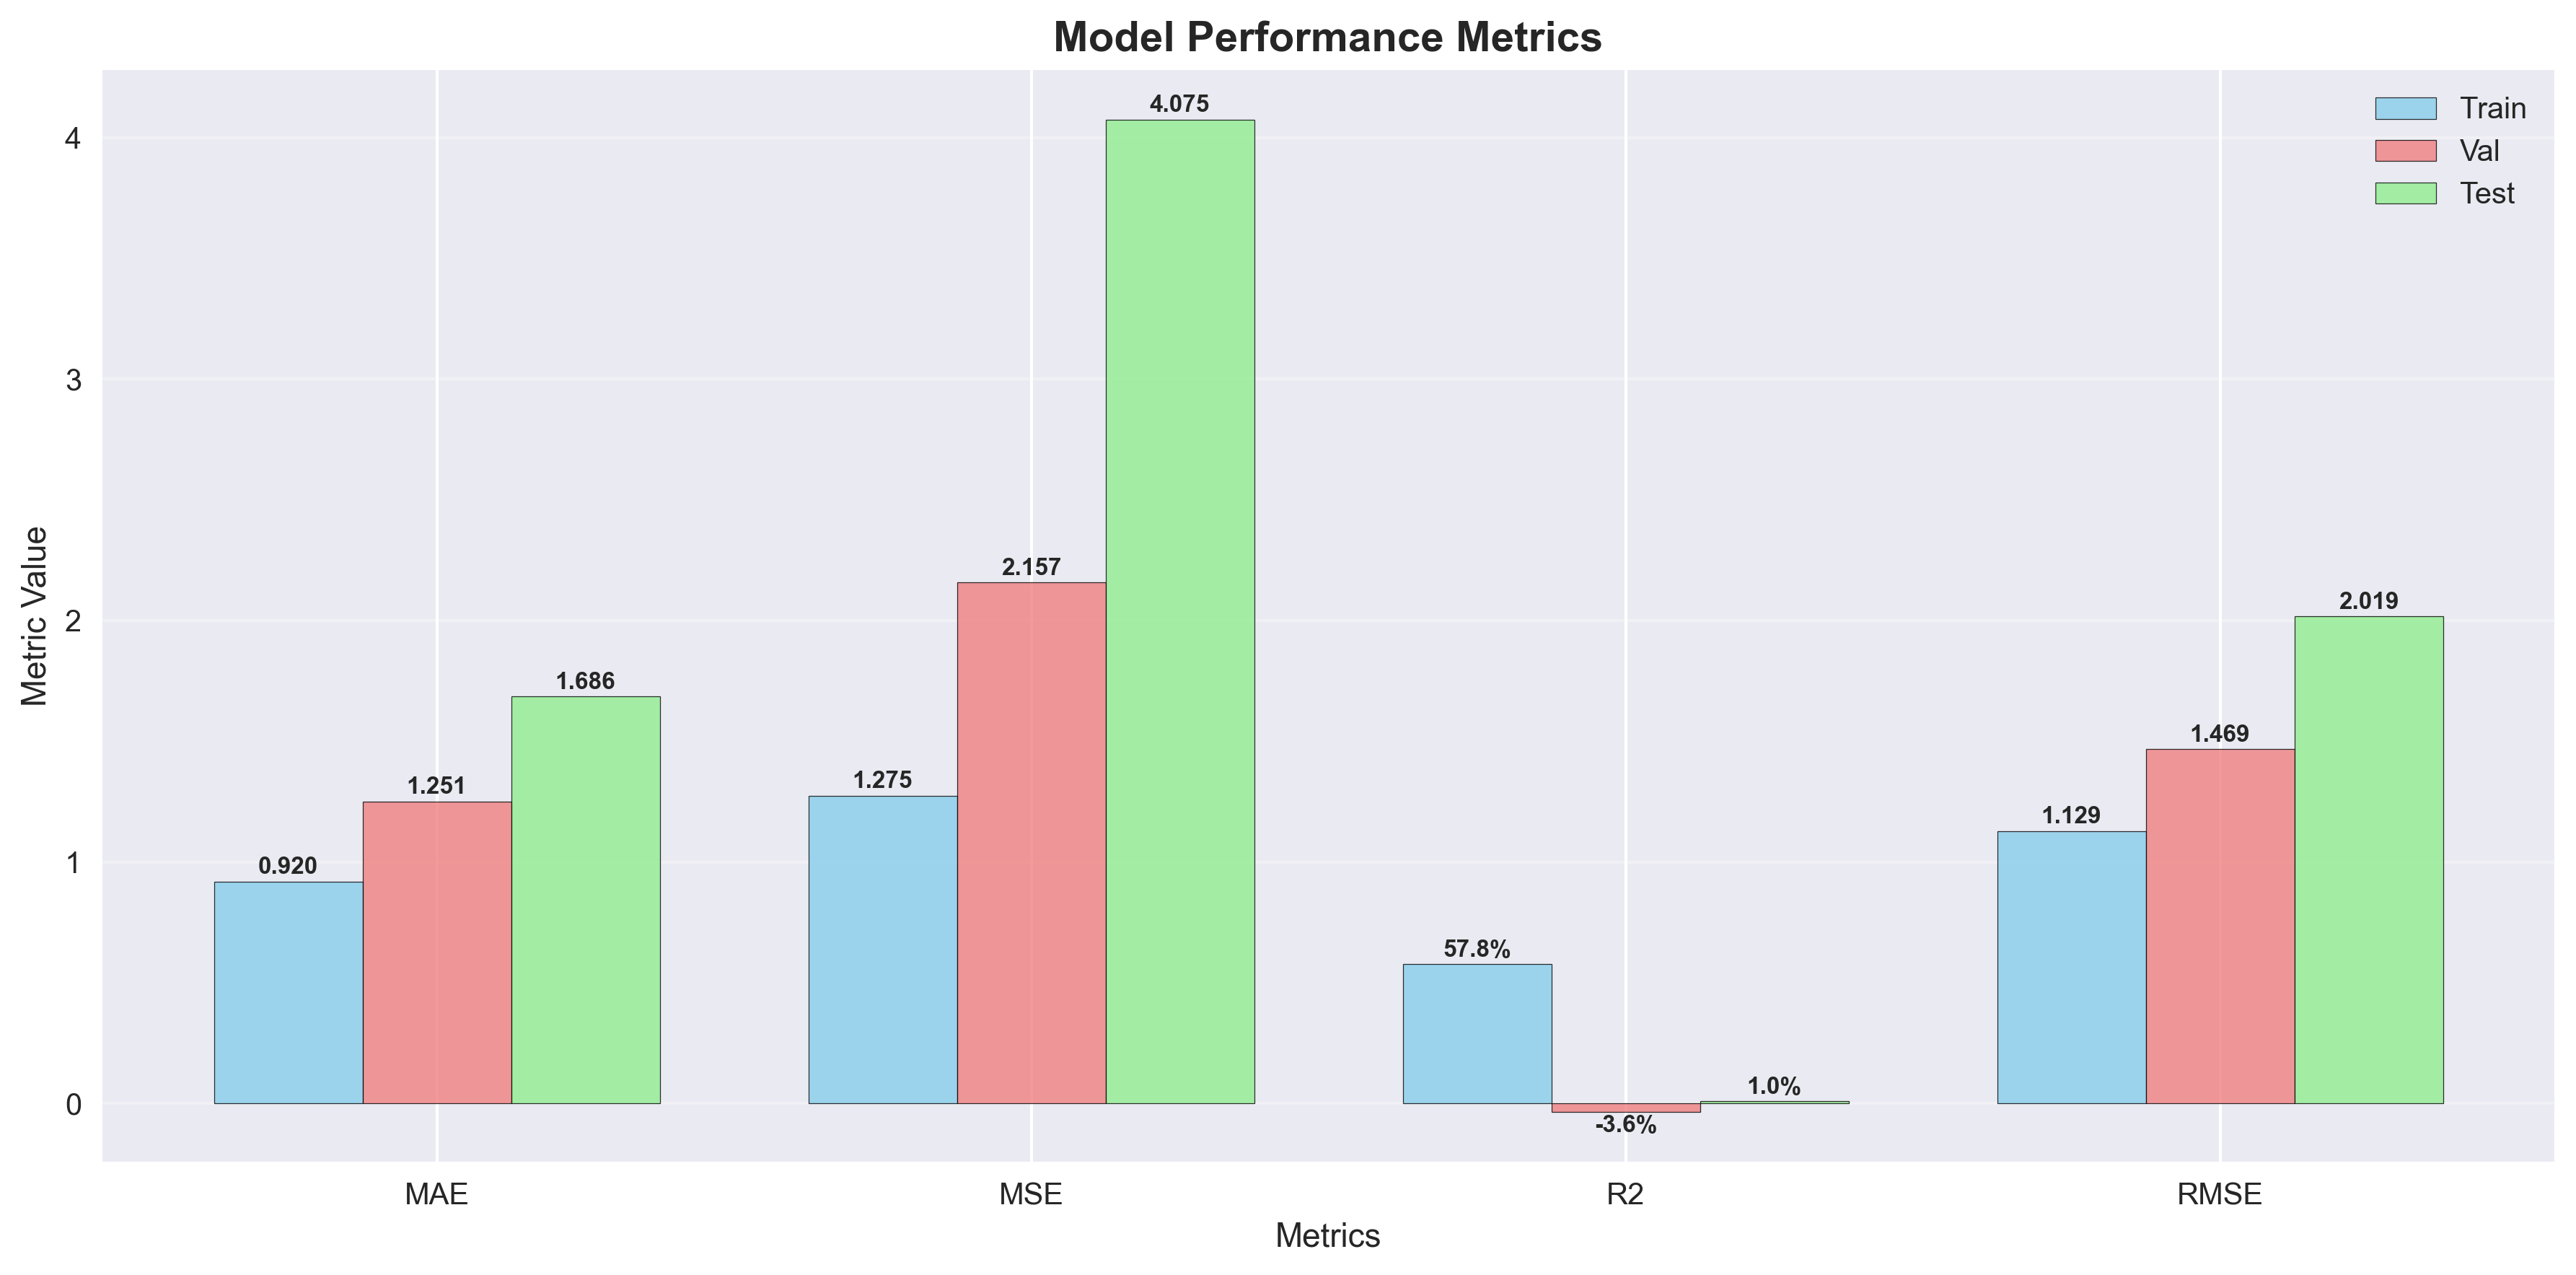 Model Performance Metrics
Metric Value
4
3
2
1
0
0.920
1.251
1.686
1.275
2.157
4.075
57.8%
-3.6%
1.0%
1.129
1.469
2.019
Train
Val
Test
MAE
MSE
R2
RMSE
Metrics